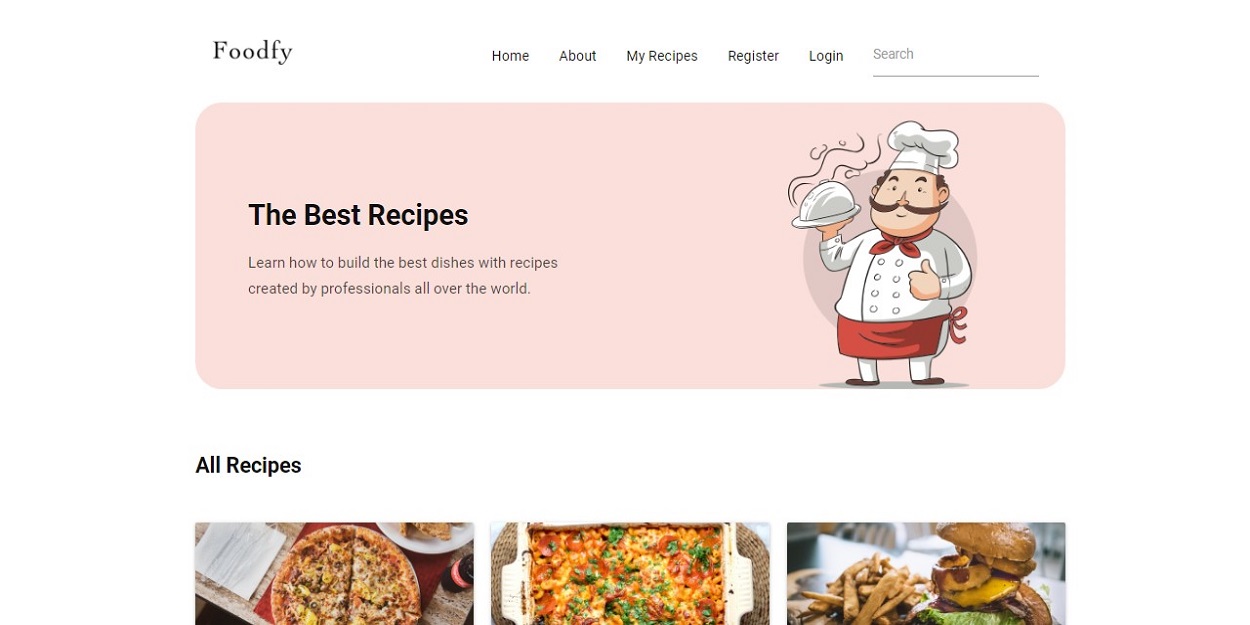 Foodfy
Home About My Recipes Register Login Search
The Best Recipes
Learn how to build the best dishes with recipes
created by professionals all over the world.
All Recipes